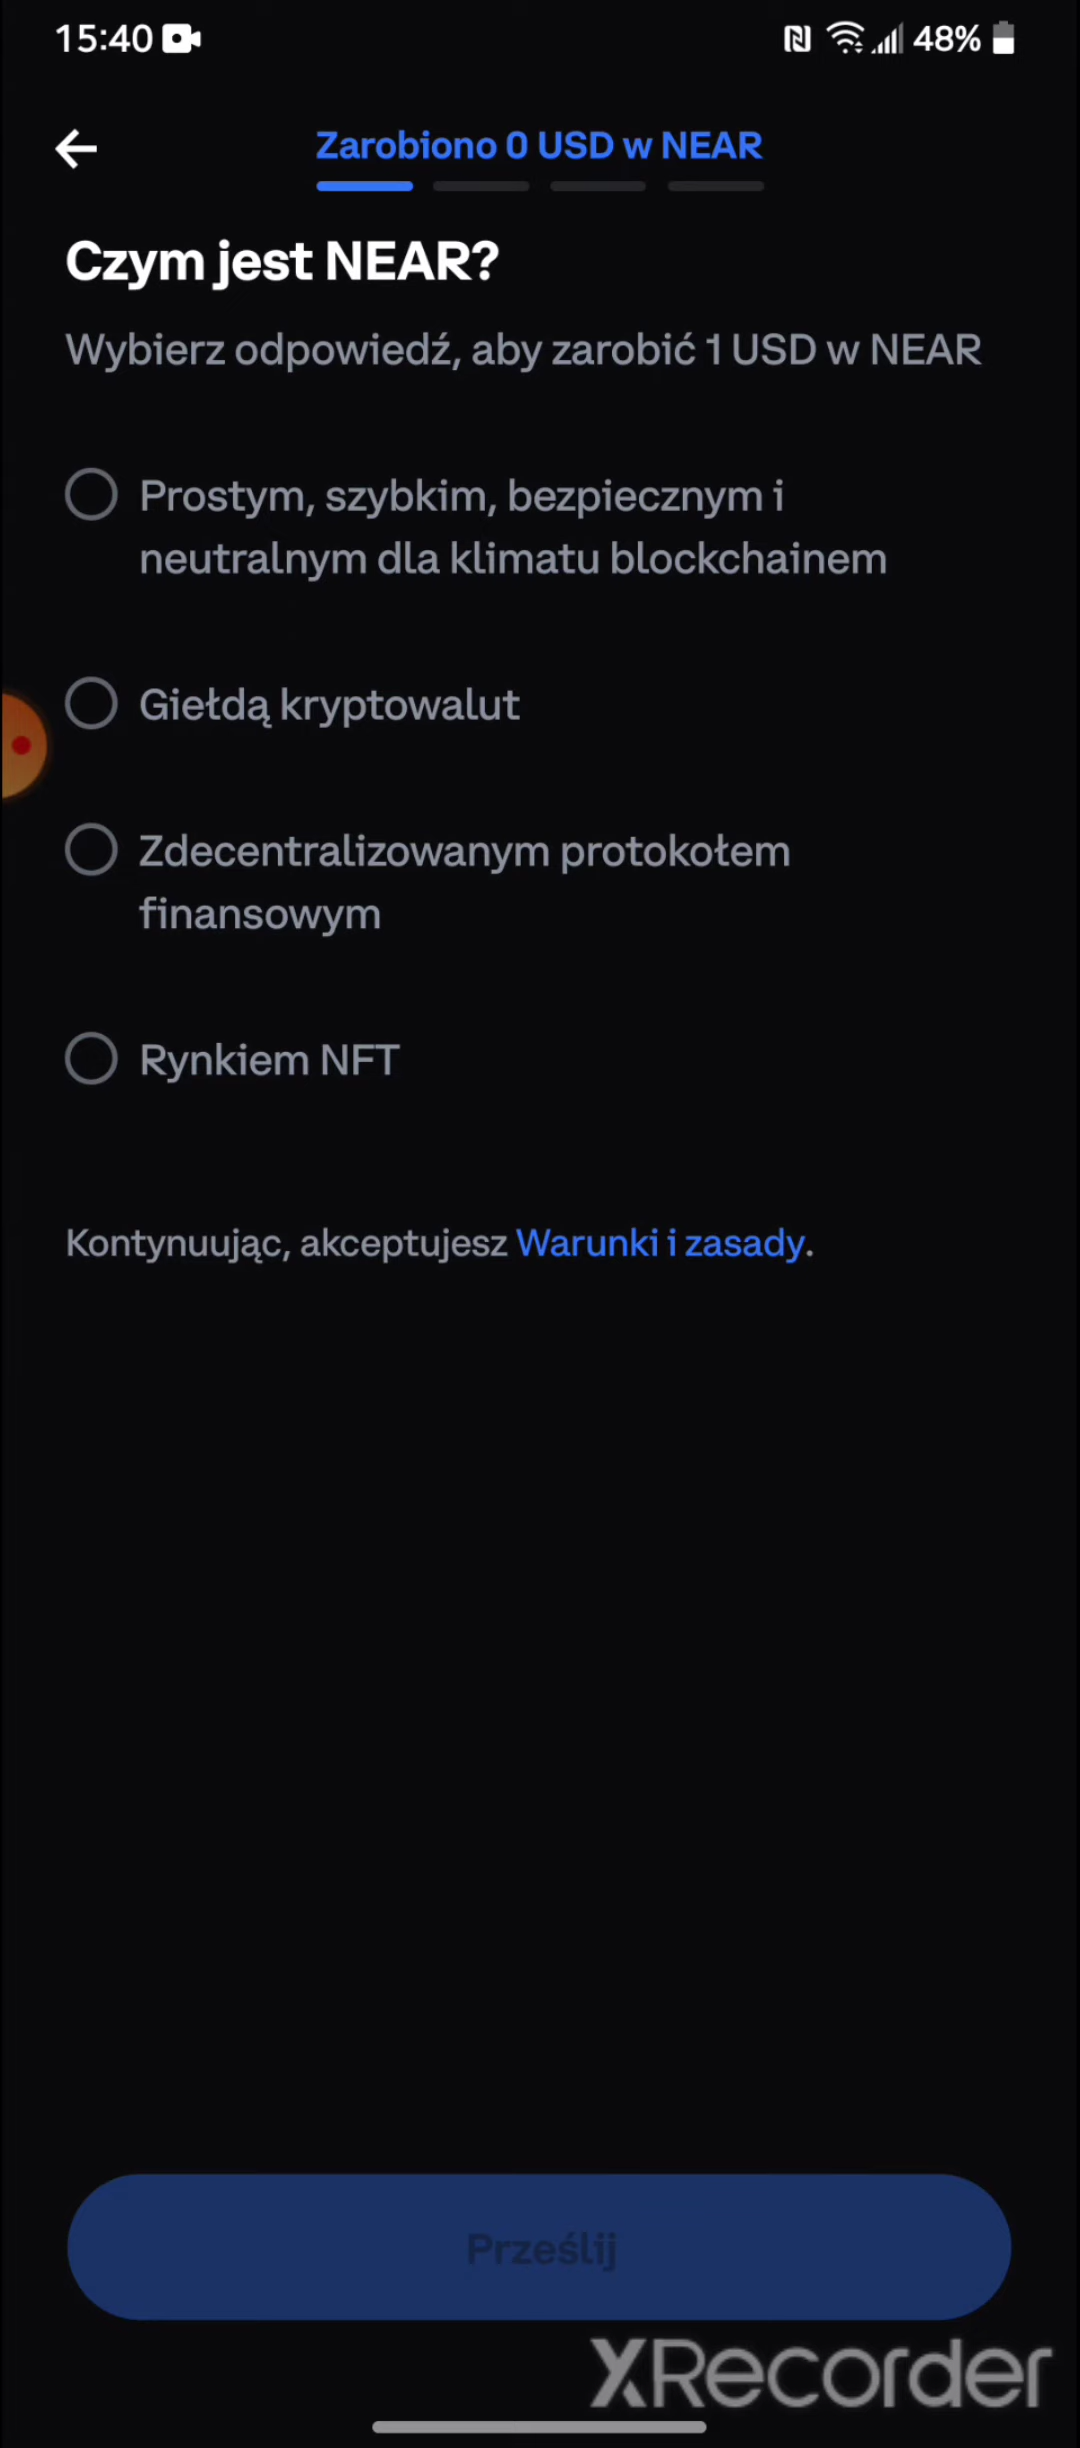 15:40
48%
Zarobiono 0 USD w NEAR
Czym jest NEAR?
Wybierz odpowiedź, aby zarobić 1 USD w NEAR
Prostym, szybkim, bezpiecznym i
neutralnym dla klimatu blockchainem
Giełdą kryptowalut
Zdecentralizowanym protokołem
finansowym
Rynkiem NFT
Kontynuując, akceptujesz Warunki i zasady.
Prześlij
XRecorder